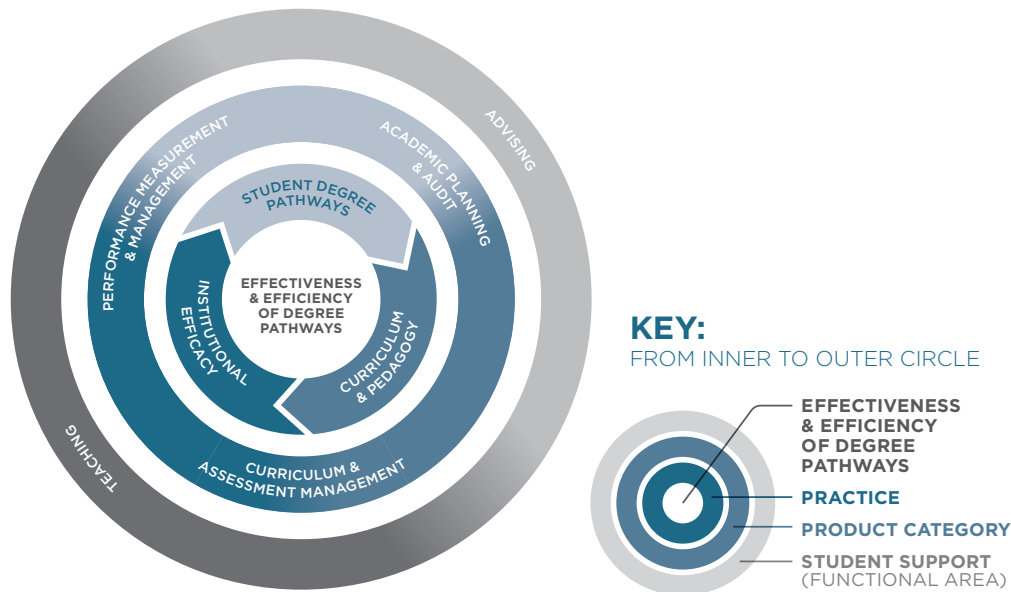 ADVISING
PERFORMANCE MEASUREMENT
& MANAGEMENT
ACADEMIC PLANNING
& AUDIT
STUDENT DEGREE
PATHWAYS
EFFECTIVENESS
& EFFICIENCY
OF DEGREE
PATHWAYS
INSTITUTIONAL
EFFICACY
CURRICULUM
& PEDAGOGY
CURRICULUM &
ASSESSMENT MANAGEMENT
TEACHING
KEY:
FROM INNER TO OUTER CIRCLE
EFFECTIVENESS
& EFFICIENCY
OF DEGREE
PATHWAYS
PRACTICE
PRODUCT CATEGORY
STUDENT SUPPORT
(FUNCTIONAL AREA)